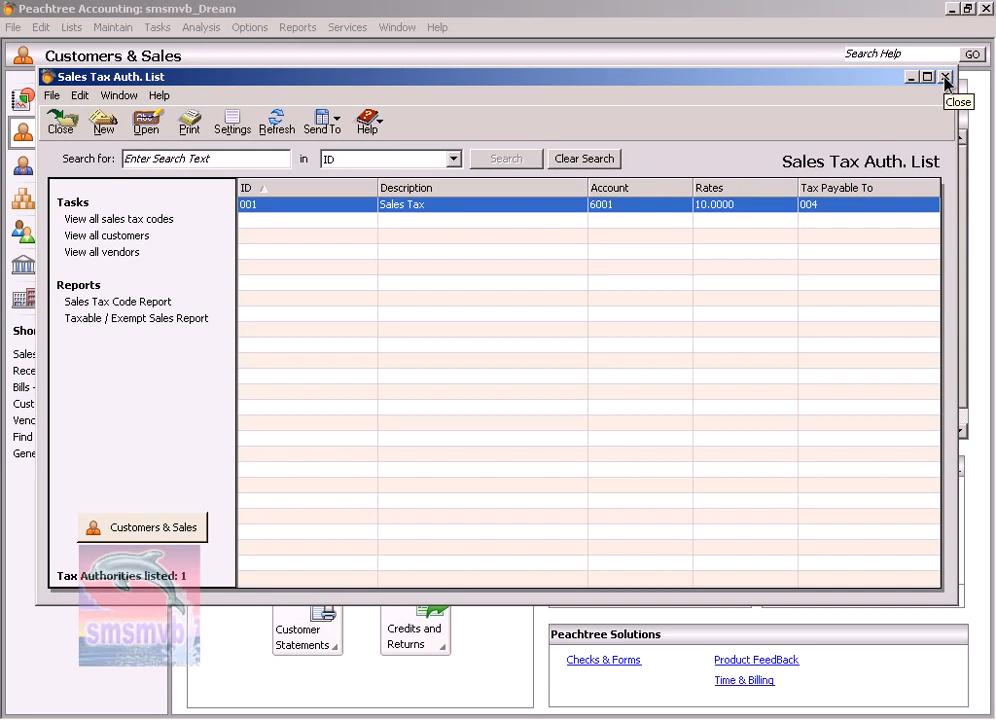 Peachtree Accounting: smsmvb_Dream
File Edit Lists Maintain Tasks Analysis Options Reports Services Window Help
Customers & Sales
Search Help
GO
Sales Tax Auth. List
File Edit Window Help
Close
Close New Open Print Settings Refresh Send To Help
Search for: Enter Search Text in ID Search Clear Search
Sales Tax Auth. List
ID Description Account Rates Tax Payable To
001 Sales Tax 6001 10.0000 004
Tasks
View all sales tax codes
View all customers
View all vendors
Reports
Sales Tax Code Report
Taxable / Exempt Sales Report
Sho
Sales
Rece
Bills -
Cust
Vend
Find
Gene
Customers & Sales
Tax Authorities listed: 1
smsmvb
Customer
Statements
Credits and
Returns
Peachtree Solutions
Checks & Forms
Product FeedBack
Time & Billing